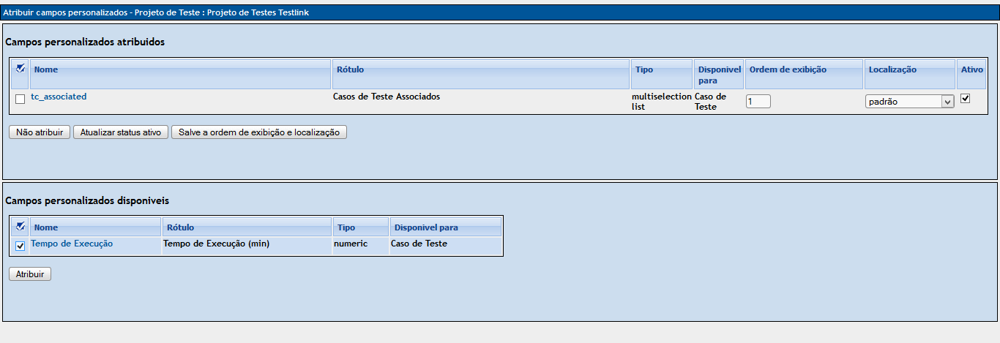 Atribuir campos personalizados - Projeto de Teste : Projeto de Testes Testlink
Campos personalizados atribuidos
Nome Rótulo Tipo Disponivel para Ordem de exibição Localização Ativo
tc_associated Casos de Teste Associados multiselection list Caso de Teste 1 padrão
Não atribuir Atualizar status ativo Salve a ordem de exibição e localização
Campos personalizados disponiveis
Nome Rótulo Tipo Disponivel para
Tempo de Execução Tempo de Execução (min) numeric Caso de Teste
Atribuir